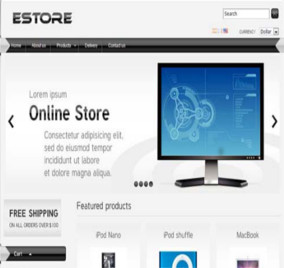 ESTORE
Search
CURRENCY: Dollar
Home About us Products Delivery Contact us
Lorem ipsum
Online Store
Consectetur adipisicing elit,
sed do eiusmod tempor
incididunt ut labore
et dolore magna aliqua.
FREE SHIPPING
ON ALL ORDERS OVER $100
Featured products
iPod Nano
iPod shuffle
MacBook
Cart